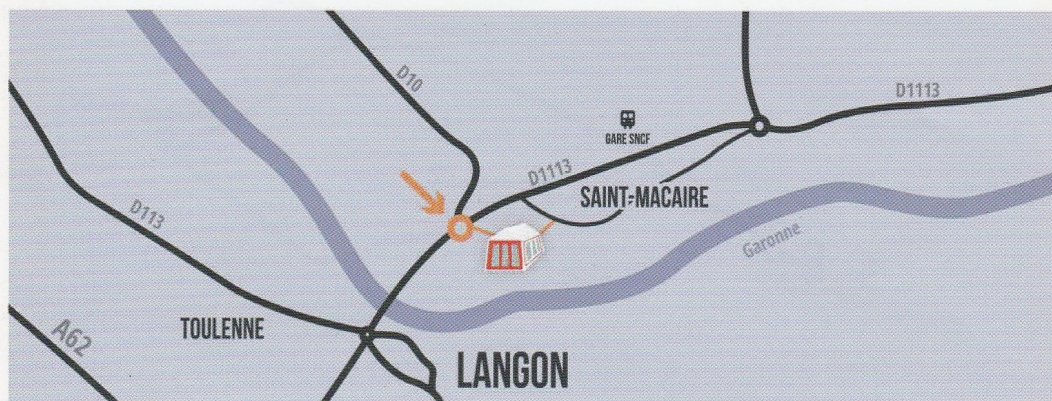 D10
D1113
GARE SNCF
D1113
SAINT-MACAIRE
D113
Garonne
TOULENNE
A62
LANGON